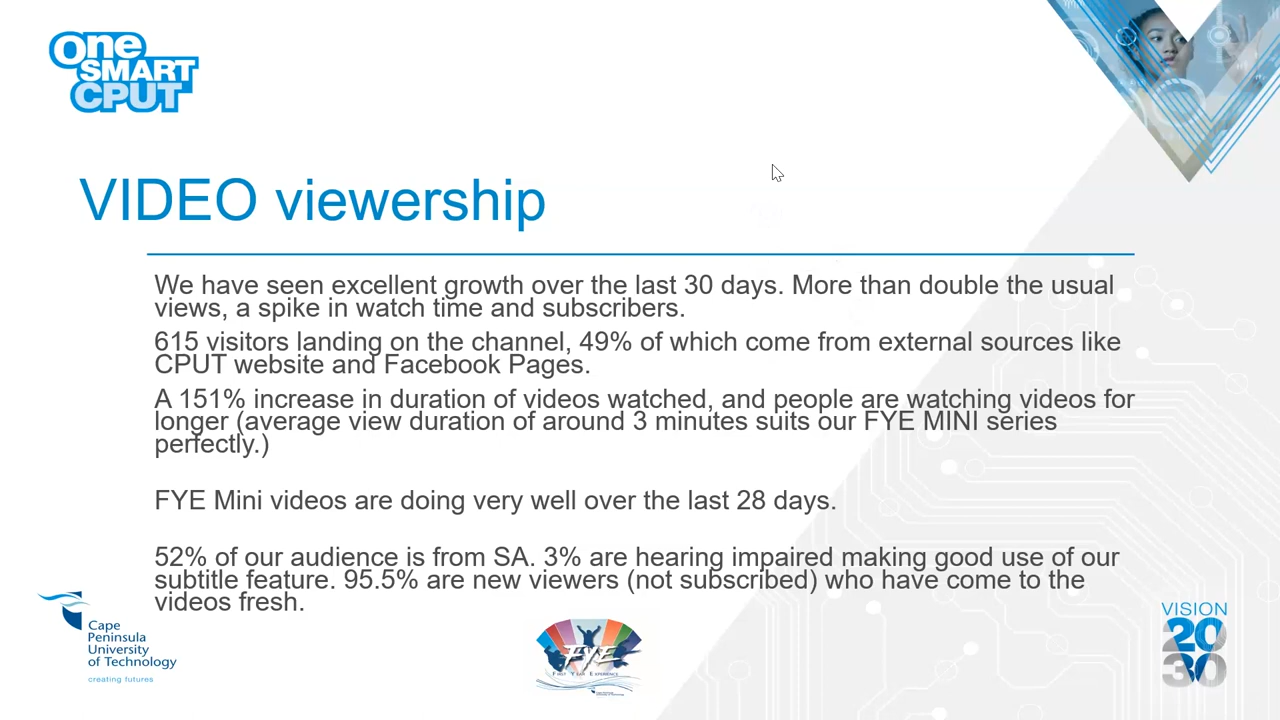 One
SMART
CPUT
VIDEO viewership
We have seen excellent growth over the last 30 days. More than double the usual
views, a spike in watch time and subscribers.
615 visitors landing on the channel, 49% of which come from external sources like
CPUT website and Facebook Pages.
A 151% increase in duration of videos watched, and people are watching videos for
longer (average view duration of around 3 minutes suits our FYE MINI series
perfectly.)
FYE Mini videos are doing very well over the last 28 days.
52% of our audience is from SA. 3% are hearing impaired making good use of our
subtitle feature. 95.5% are new viewers (not subscribed) who have come to the
videos fresh.
Cape
Peninsula
University
of Technology
creating futures
FYE
First Year Experience
VISION
20
30